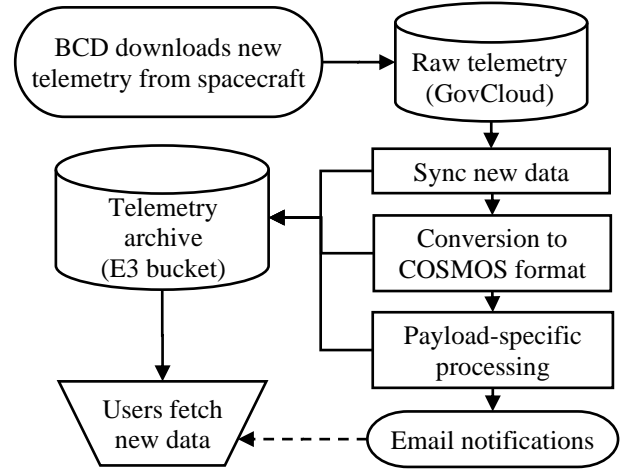 BCD downloads new
telemetry from spacecraft
Raw telemetry
(GovCloud)
Sync new data
Telemetry
archive
(E3 bucket)
Conversion to
COSMOS format
Payload-specific
processing
Users fetch
new data
Email notifications